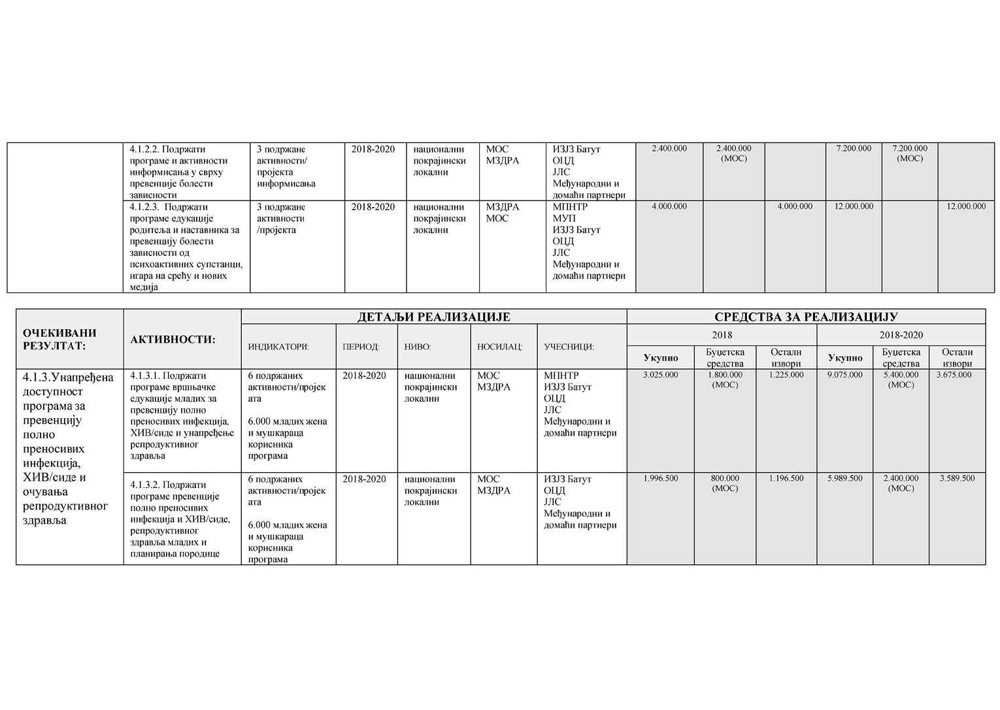 4.1.2.2. Подржати
програме и активности
информисања у сврху
превенције болести
зависности
3 подржане
активности/
пројекта
информисања
2018-2020
национални
покрајински
локални
МОС
МЗДРА
ИЗЈЗ Батут
ОЦД
ЈЛС
Међународни и
домаћи партнери
2.400.000
2.400.000
(МОС)
7.200.000
7.200.000
(МОС)
4.1.2.3. Подржати
програме едукације
родитеља и наставника за
превенцију болести
зависности од
психоактивних супстанци,
игара на срећу и нових
медија
3 подржане
активности
/пројекта
2018-2020
национални
покрајински
локални
МЗДРА
МОС
МПНТР
МУП
ИЗЈЗ Батут
ОЦД
ЈЛС
Међународни и
домаћи партнери
4.000.000
4.000.000
12.000.000
12.000.000
ОЧЕКИВАНИ
РЕЗУЛТАТ:
АКТИВНОСТИ:
ДЕТАЉИ РЕАЛИЗАЦИЈЕ
СРЕДСТВА ЗА РЕАЛИЗАЦИЈУ
ИНДИКАТОРИ:
ПЕРИОД:
НИВО:
НОСИЛАЦ:
УЧЕСНИЦИ:
2018
2018-2020
Укупно
Буџетска
средства
Остали
извори
Укупно
Буџетска
средства
Остали
извори
4.1.3.Унапређена
доступност
програма за
превенцију
полно
преносивих
инфекција,
ХИВ/сиде и
очувања
репродуктивног
здравља
4.1.3.1. Подржати
програме вршњачке
едукације младих за
превенцију полно
преносивих инфекција,
ХИВ/сиде и унапређење
репродуктивног
здравља
6 подржаних
активности/пројек
ата
6.000 младих жена
и мушкараца
корисника
програма
2018-2020
национални
покрајински
локални
МОС
МЗДРА
МПНТР
ИЗЈЗ Батут
ОЦД
ЈЛС
Међународни и
домаћи партнери
3.025.000
1.800.000
(МОС)
1.225.000
9.075.000
5.400.000
(МОС)
3.675.000
4.1.3.2. Подржати
програме превенције
полно преносивих
инфекција и ХИВ/сиде,
репродуктивног
здравља младих и
планирања породице
6 подржаних
активности/пројек
ата
6.000 младих жена
и мушкараца
корисника
програма
2018-2020
национални
покрајински
локални
МОС
МЗДРА
ИЗЈЗ Батут
ОЦД
ЈЛС
Међународни и
домаћи партнери
1.996.500
800.000
(МОС)
1.196.500
5.989.500
2.400.000
(МОС)
3.589.500